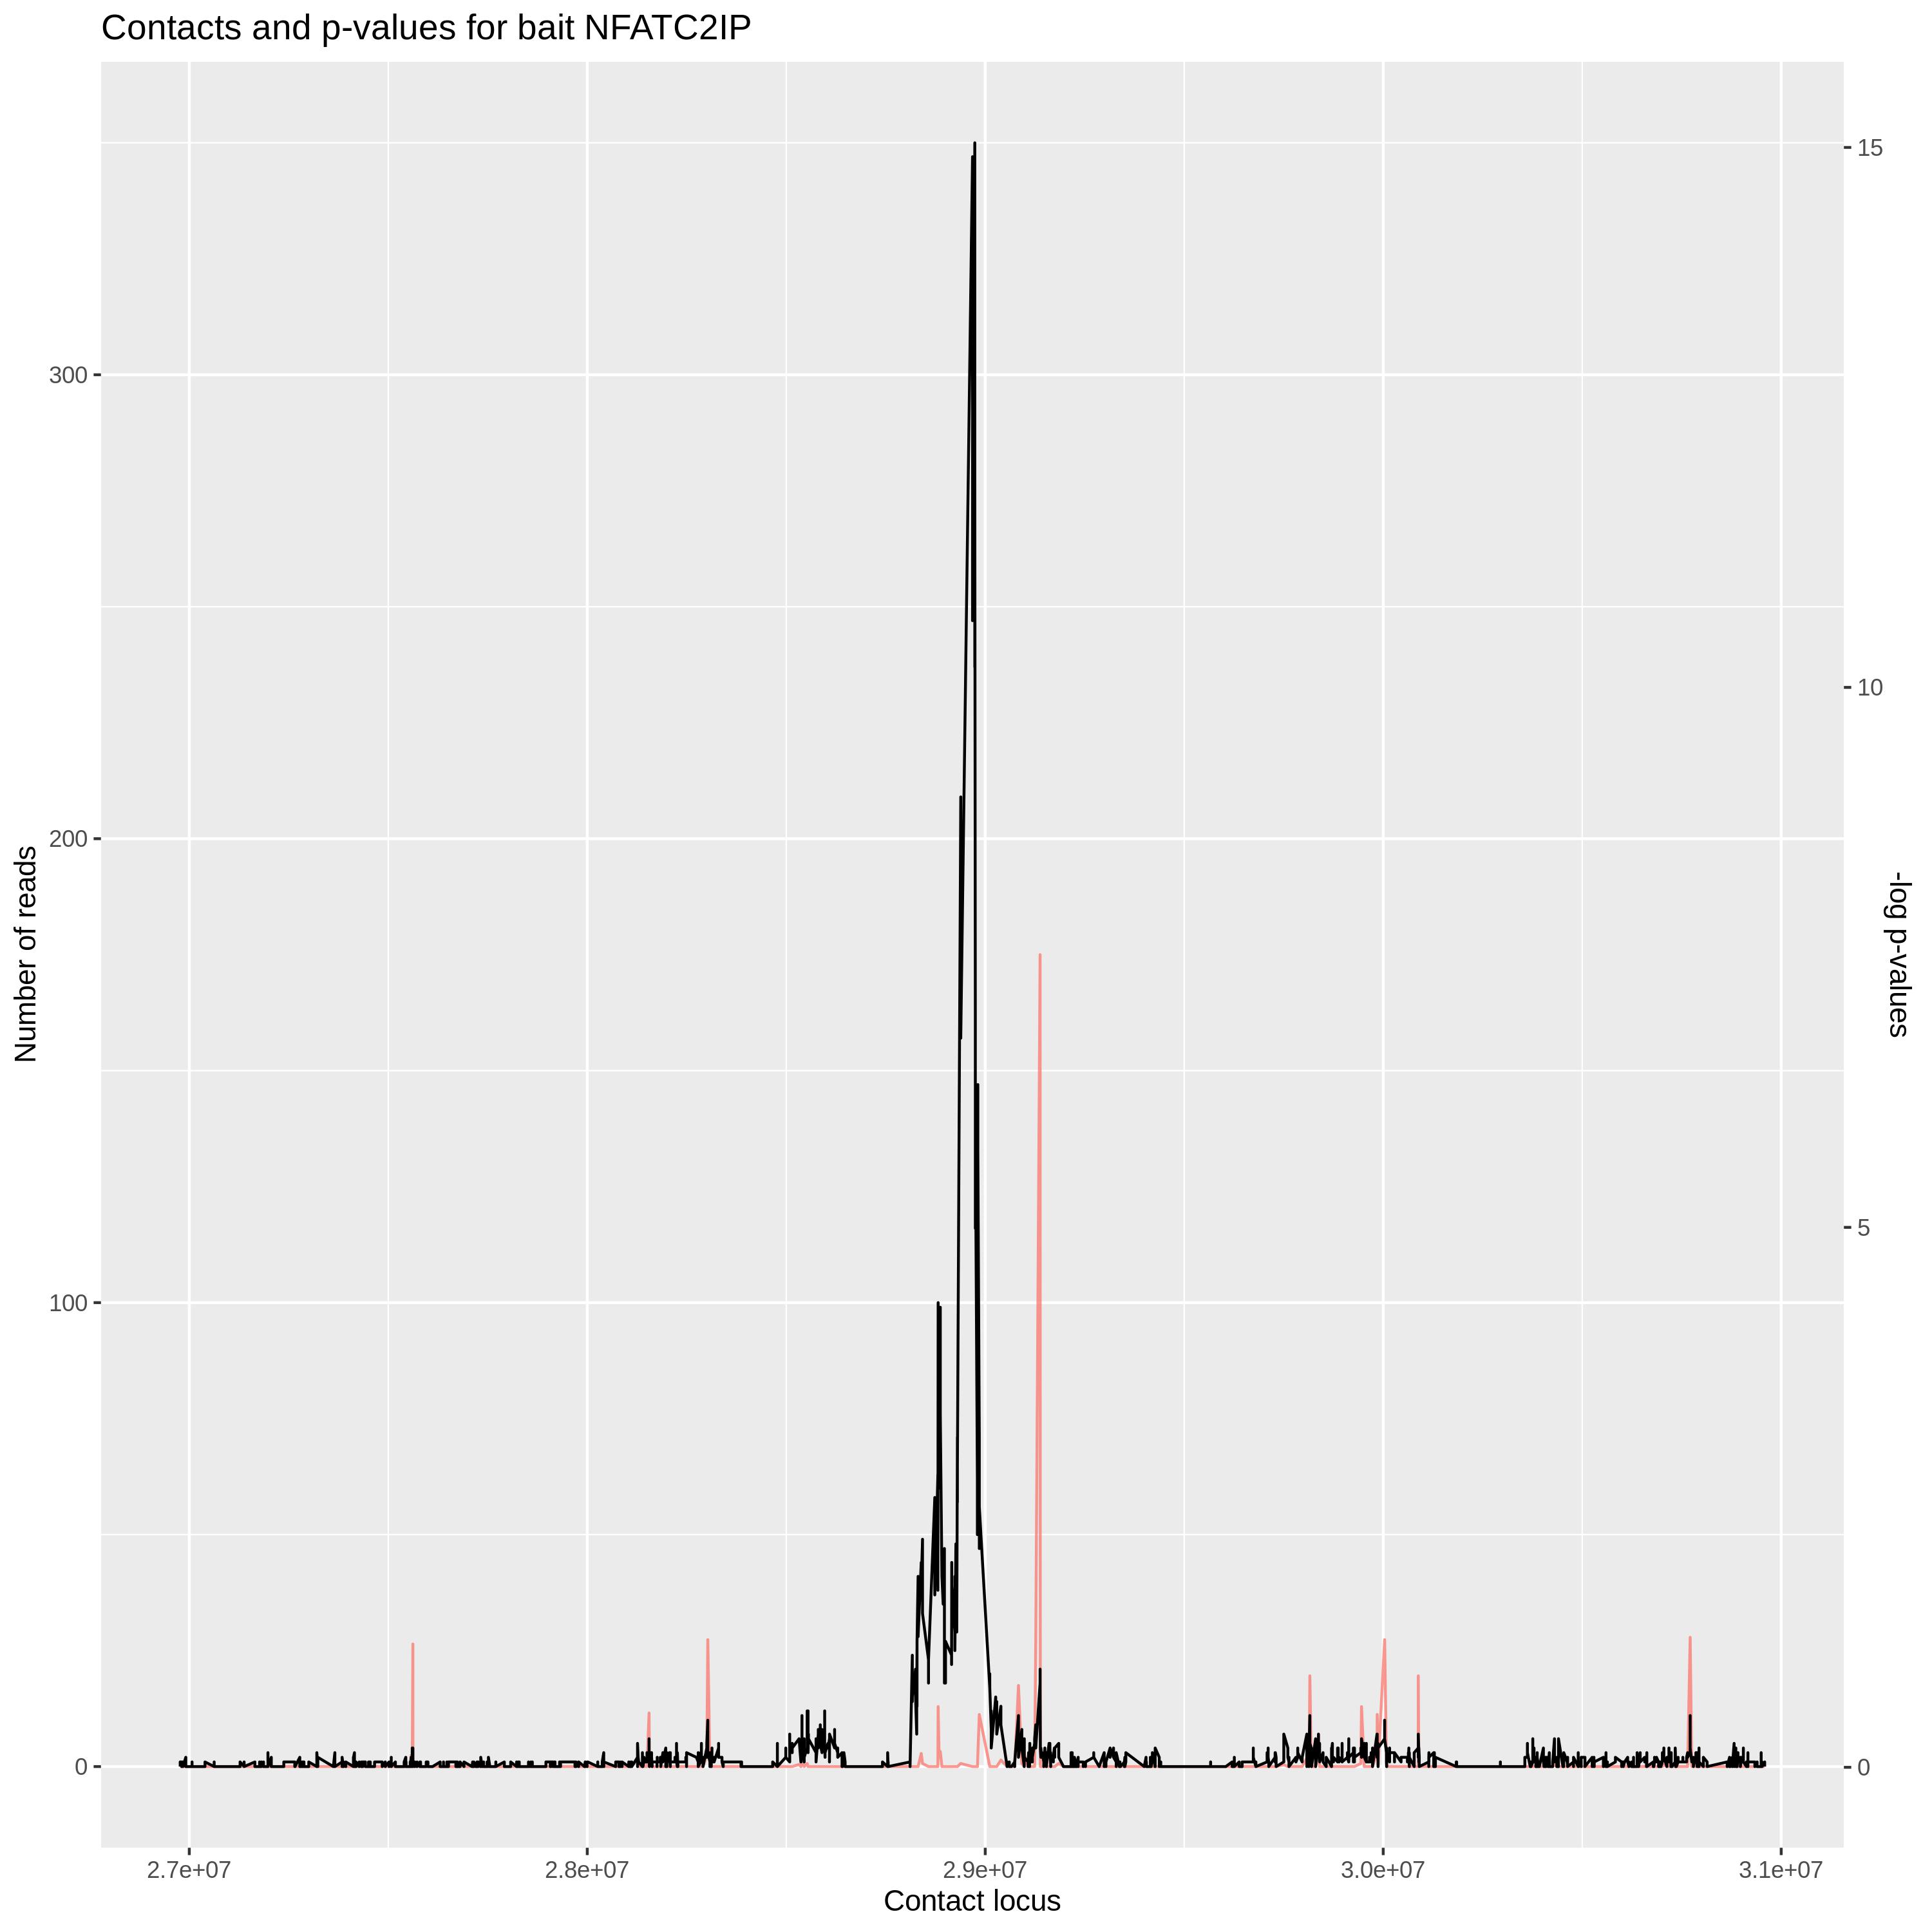 Contacts and p-values for bait NFATC2IP
300
200
100
0
Number of reads
15
10
5
0
-log p-values
2.7e+07 2.8e+07 2.9e+07 3.0e+07 3.1e+07
Contact locus